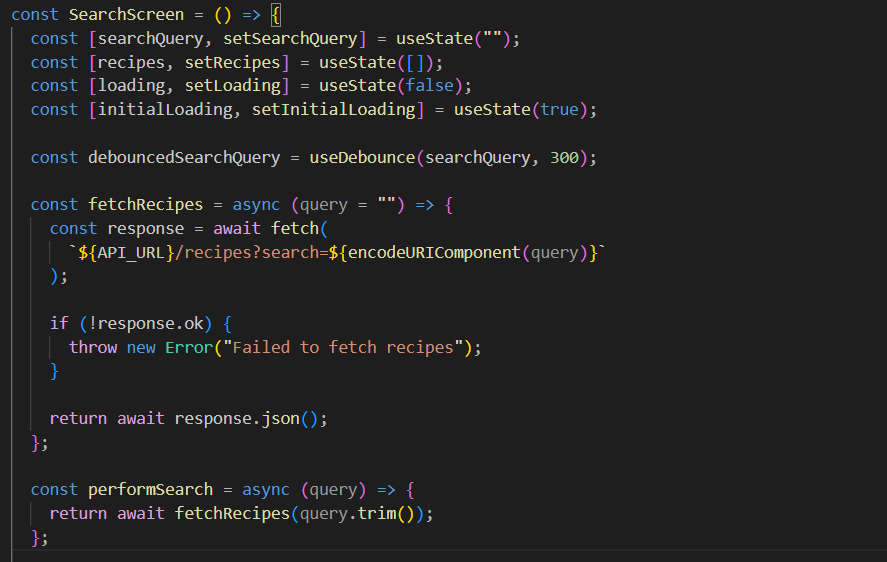 const SearchScreen = () => {
  const [searchQuery, setSearchQuery] = useState("");
  const [recipes, setRecipes] = useState([]);
  const [loading, setLoading] = useState(false);
  const [initialLoading, setInitialLoading] = useState(true);

  const debouncedSearchQuery = useDebounce(searchQuery, 300);

  const fetchRecipes = async (query = "") => {
    const response = await fetch(
      `${API_URL}/recipes?search=${encodeURIComponent(query)}`
    );

    if (!response.ok) {
      throw new Error("Failed to fetch recipes");
    }

    return await response.json();
  };

  const performSearch = async (query) => {
    return await fetchRecipes(query.trim());
  };